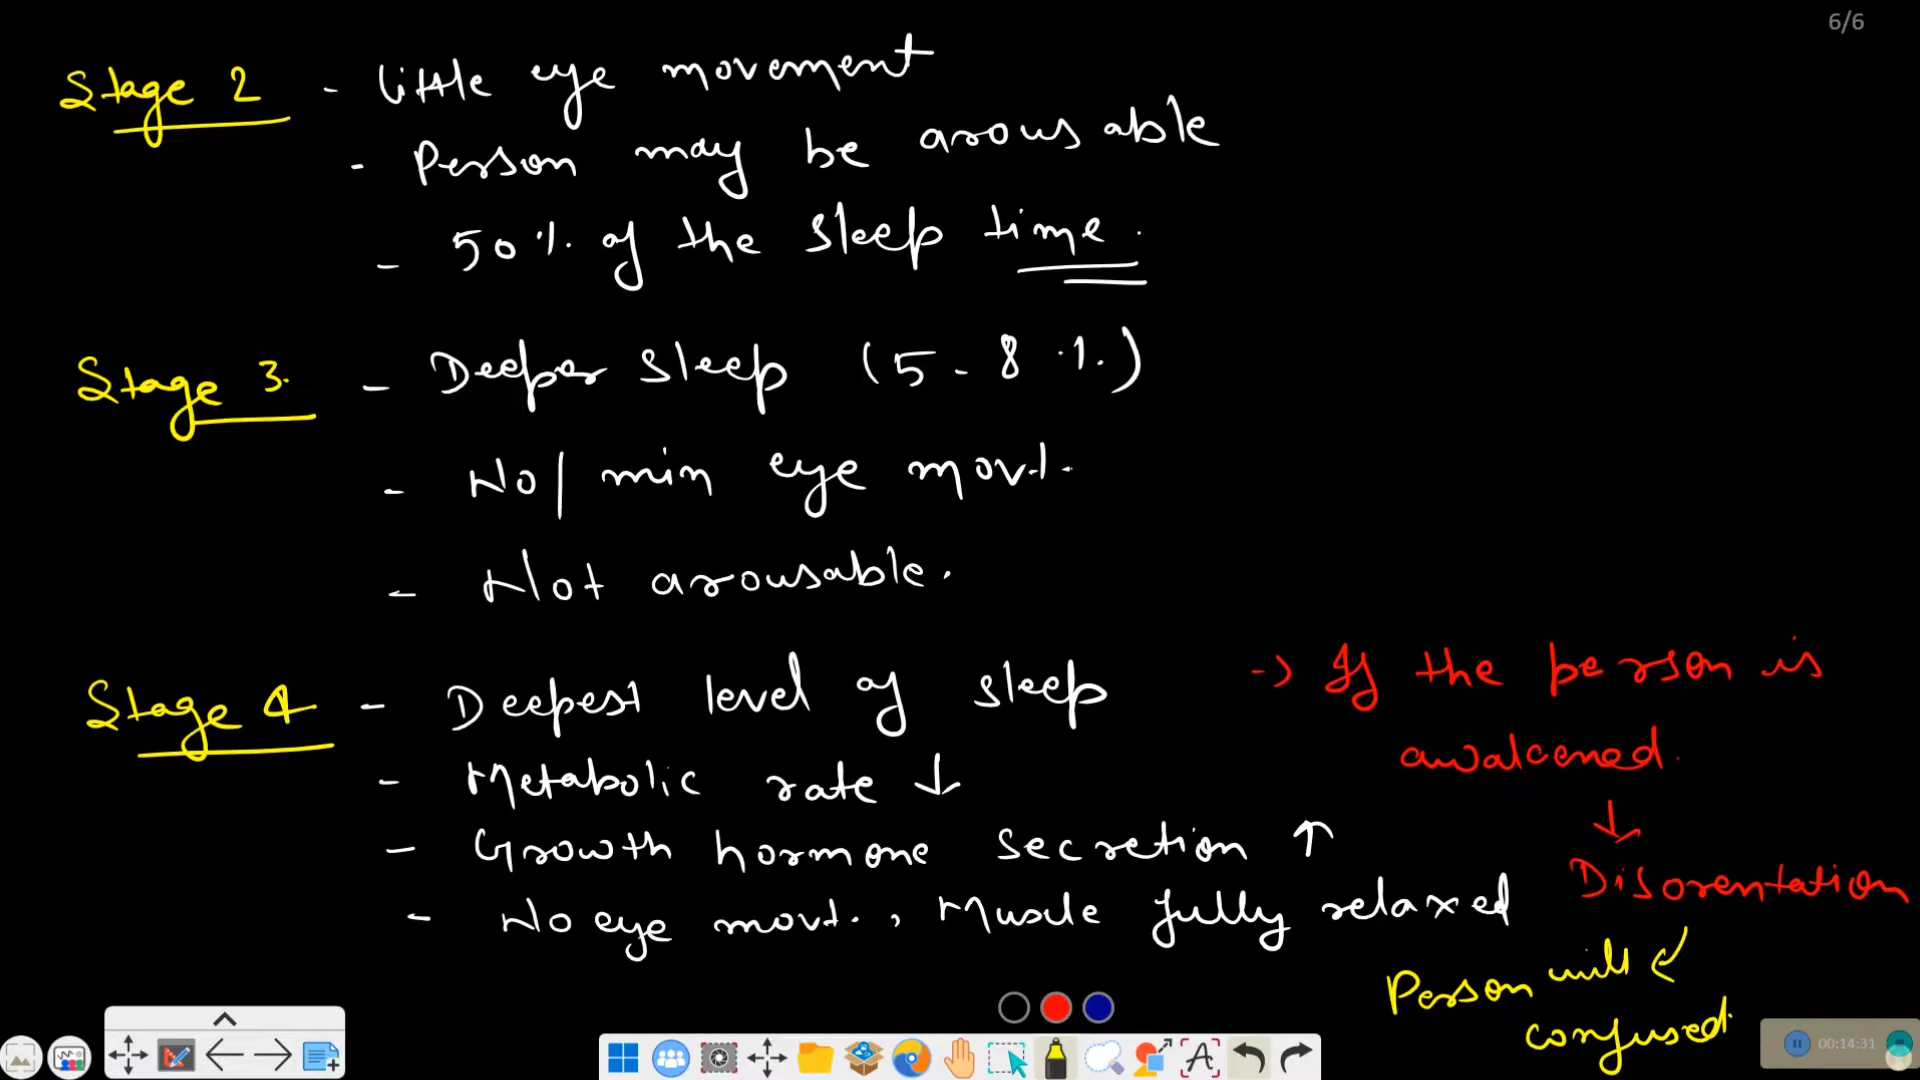 6/6
Stage 2 - little eye movement
- Person may be arousable
- 50% of the sleep time.
Stage 3. - Deeper sleep (5-8%)
- No/min eye movt.
- Not arousable.
Stage 4 - Deepest level of sleep
- Metabolic rate ↓
- Growth hormone secretion ↑
- No eye movt., Muscle fully relaxed
→ If the person is
awakened.
↓
Disorentation
Person will
confused.
00:14:31